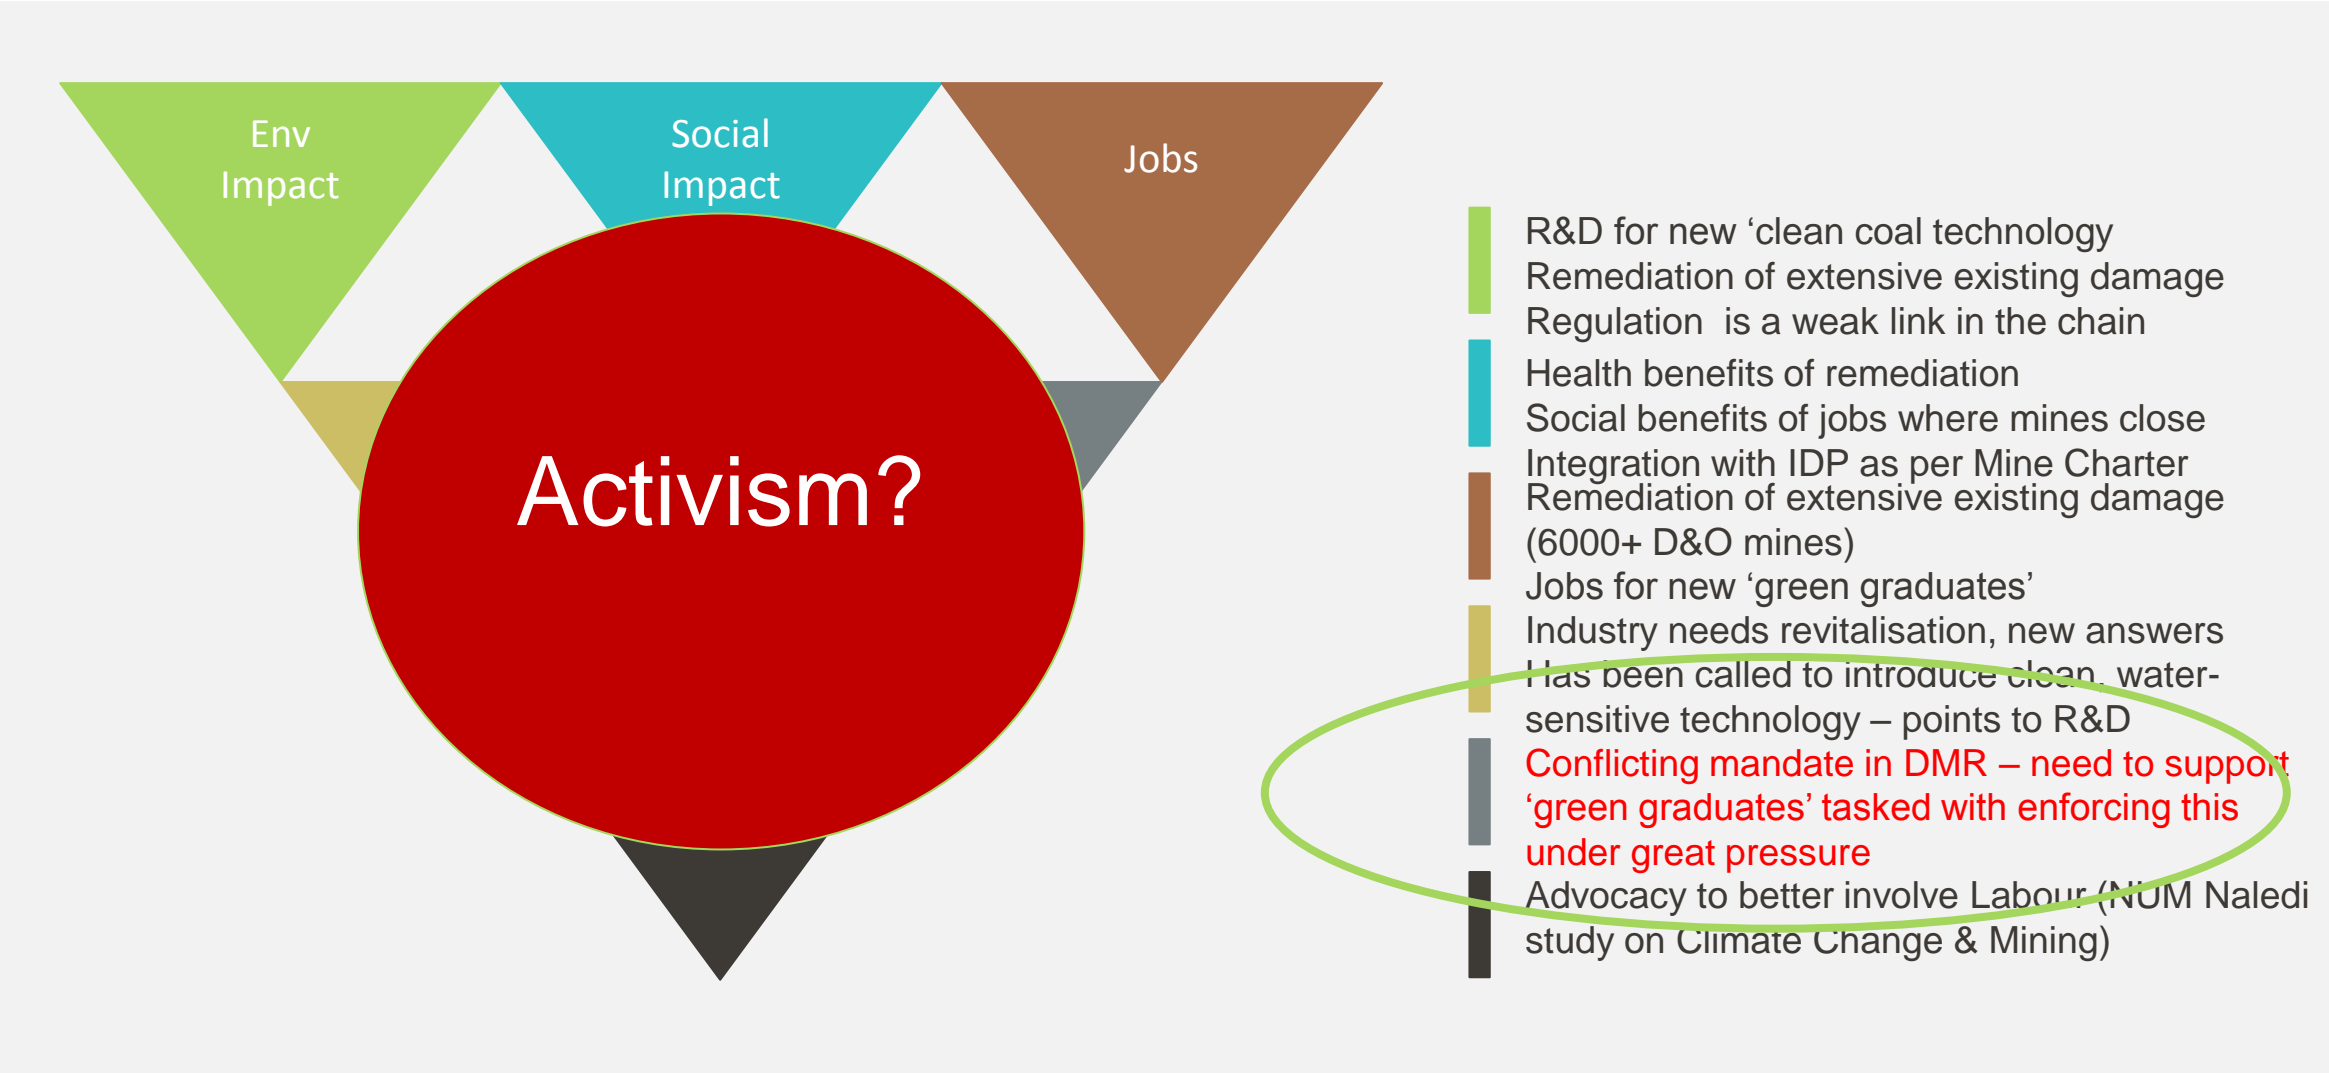 Env
Impact
Social
Impact
Jobs
Activism?
R&D for new ‘clean coal technology
Remediation of extensive existing damage
Regulation  is a weak link in the chain
Health benefits of remediation
Social benefits of jobs where mines close
Integration with IDP as per Mine Charter
Remediation of extensive existing damage
(6000+ D&O mines)
Jobs for new ‘green graduates’
Industry needs revitalisation, new answers
Has been called to introduce clean, water-
sensitive technology – points to R&D
Conflicting mandate in DMR – need to support
‘green graduates’ tasked with enforcing this
under great pressure
Advocacy to better involve Labour (NUM Naledi
study on Climate Change & Mining)